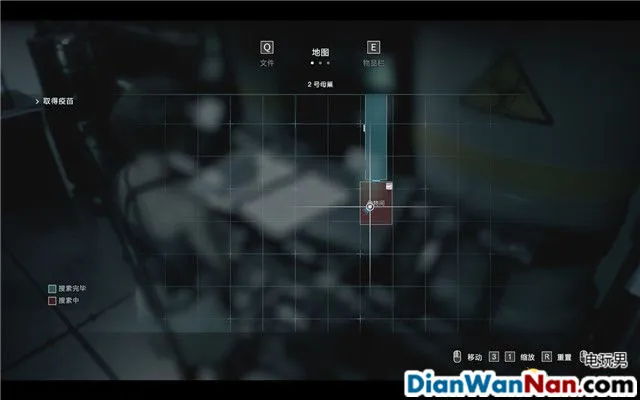 Q
地图
E
文件
物品栏
2 号母巢
取得疫苗
搜索完毕
搜索中
移动 3 1 缩放 R 重置
电玩男
DianWanNan.com